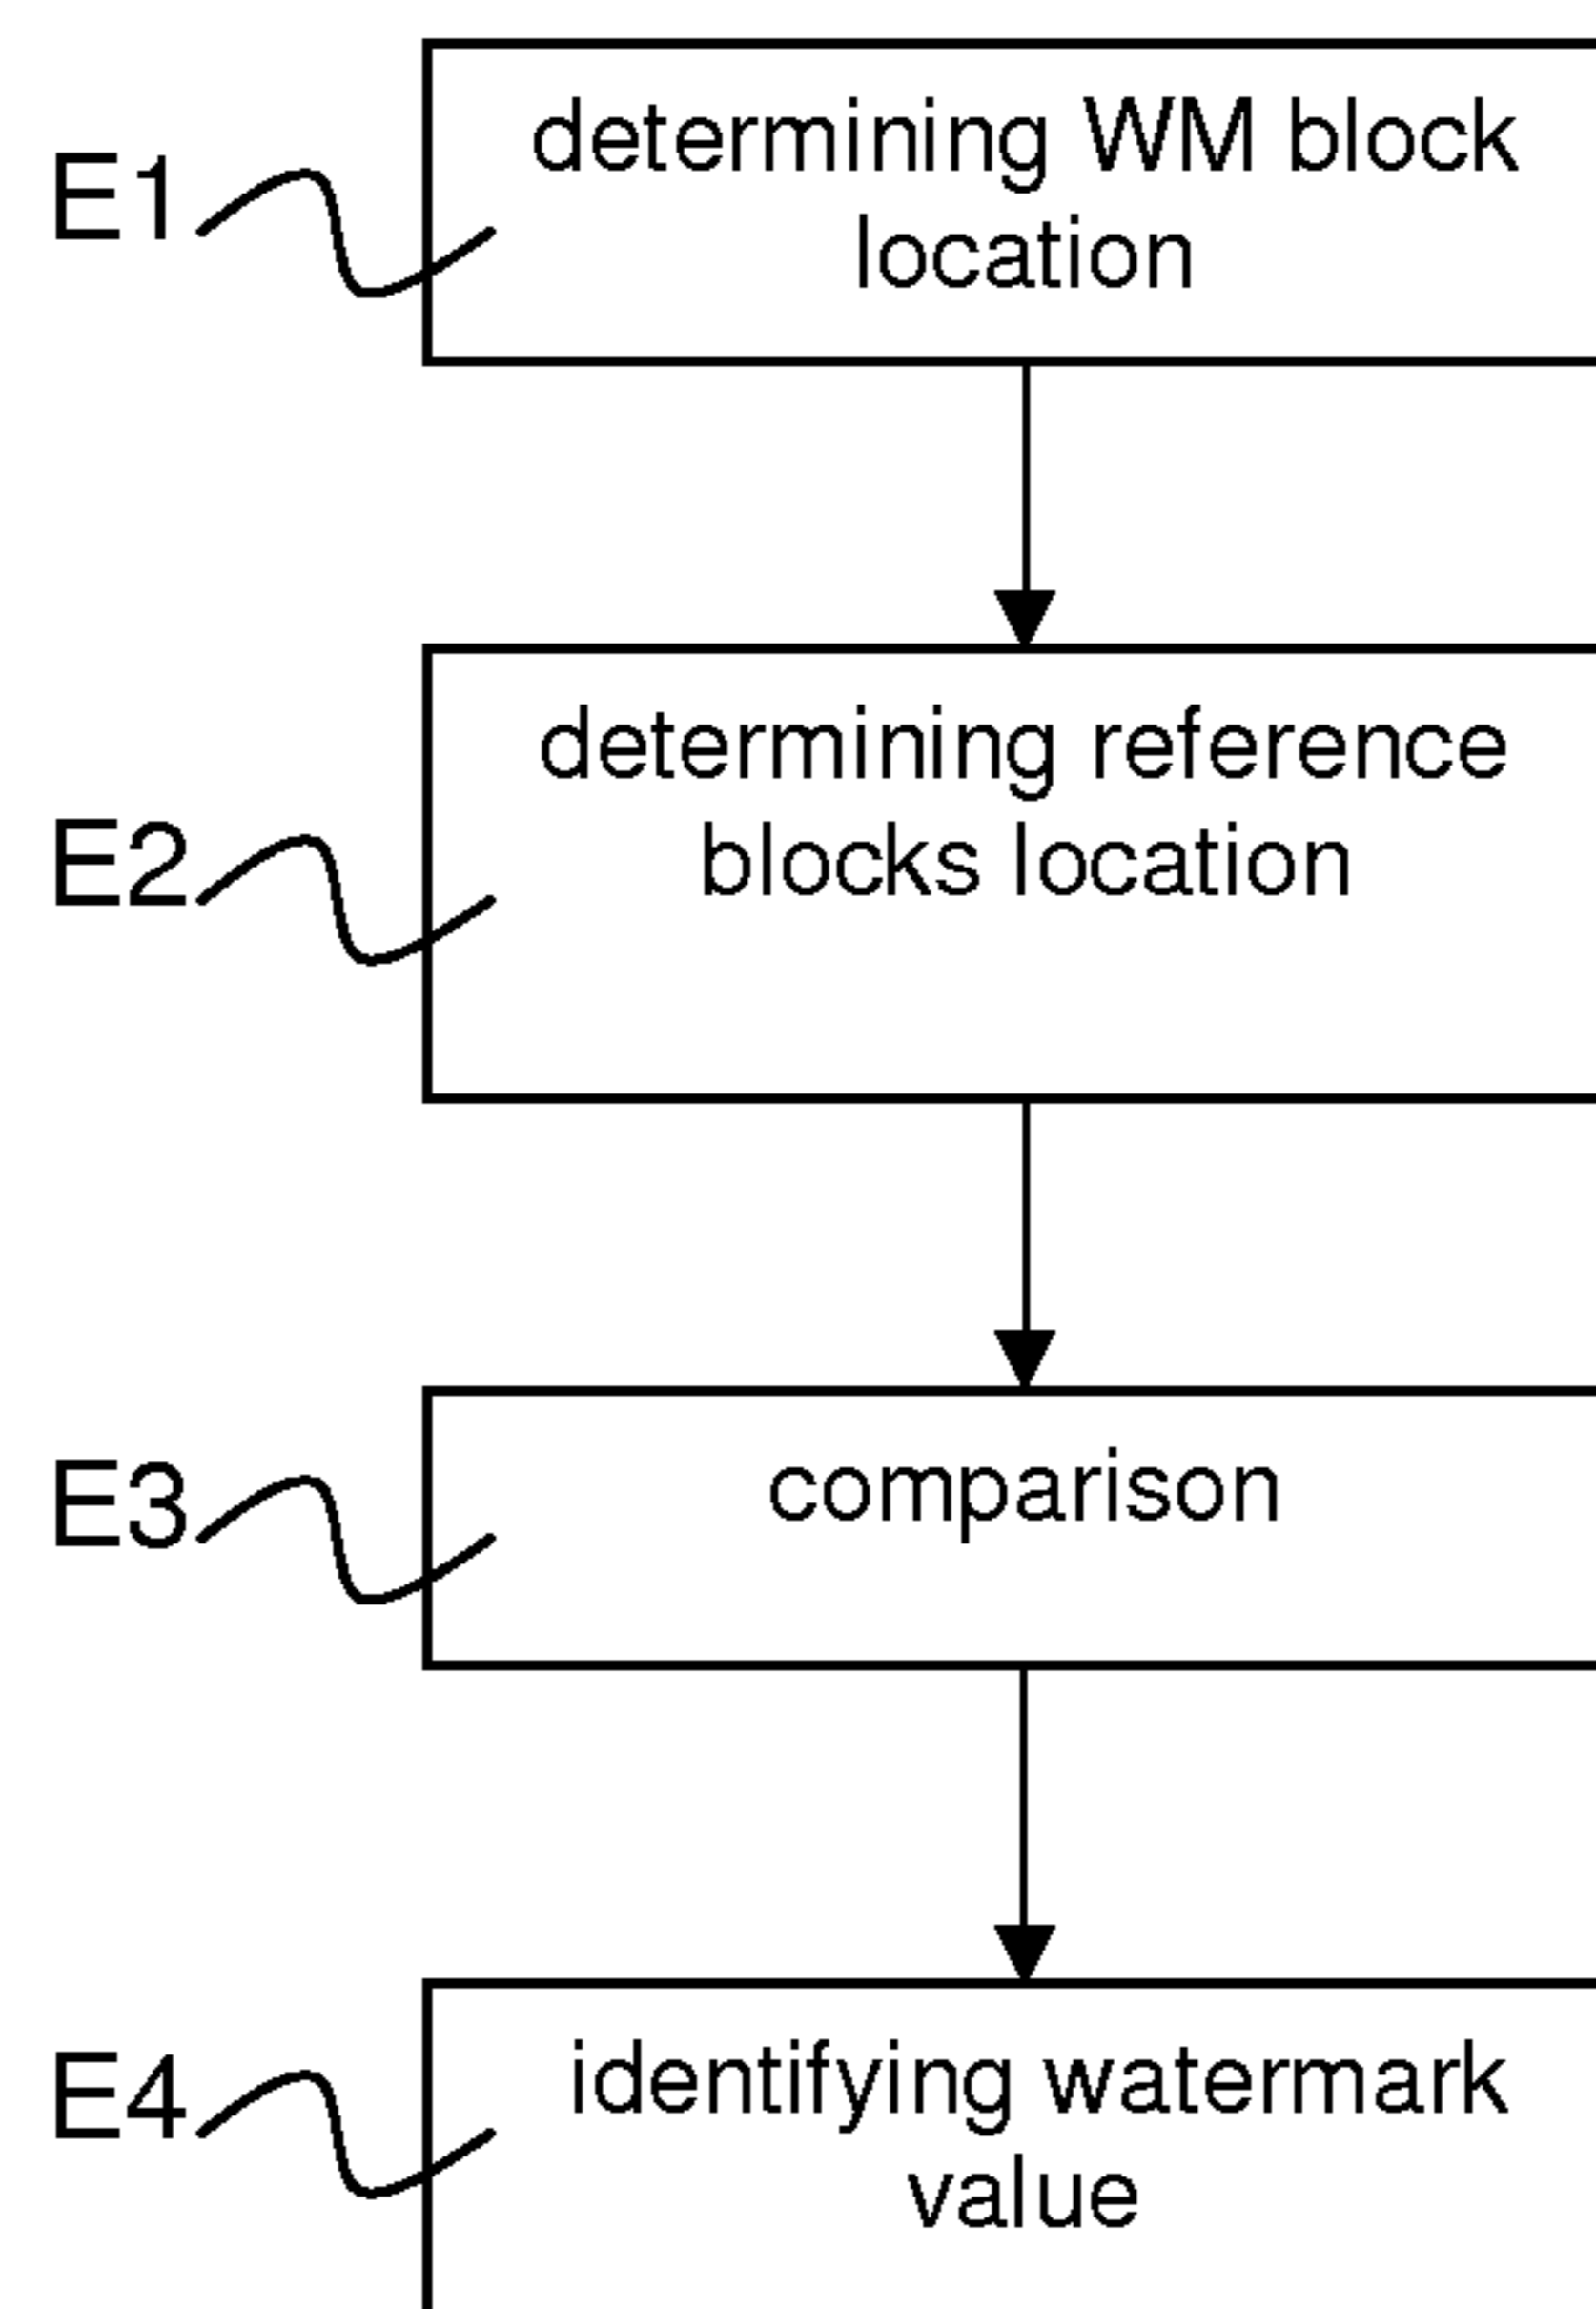 E1
determining WM block
location
E2
determining reference
blocks location
E3
comparison
E4
identifying watermark
value